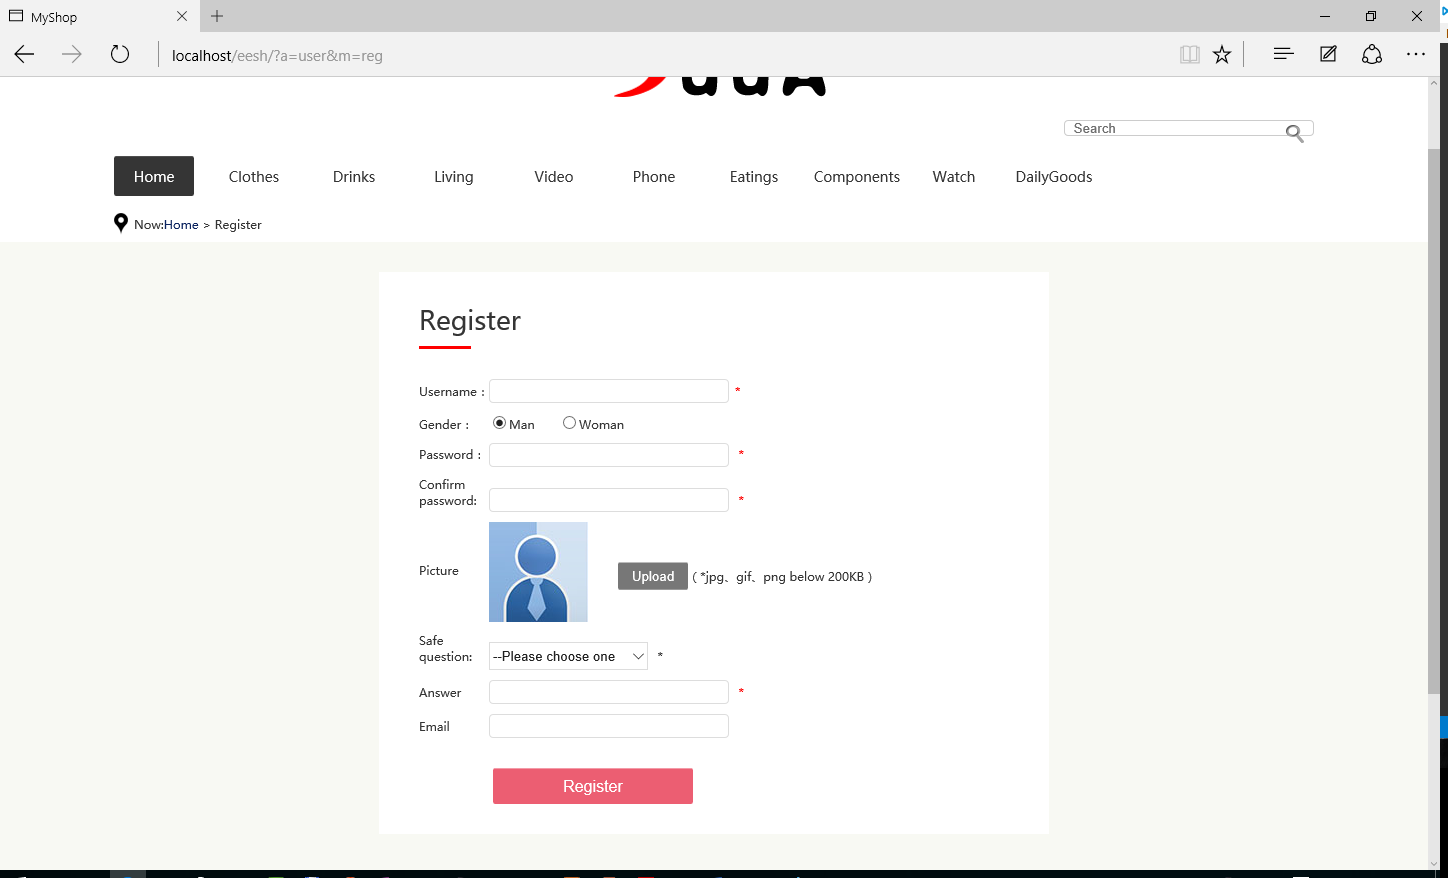 MyShop
localhost/eesh/?a=user&m=reg
Search
Home Clothes Drinks Living Video Phone Eatings Components Watch DailyGoods
Now:Home > Register
Register
Username : *
Gender : Man Woman
Password : *
Confirm
password: *
Picture
Upload ( *jpg、gif、png below 200KB )
Safe
question: --Please choose one *
Answer *
Email
Register